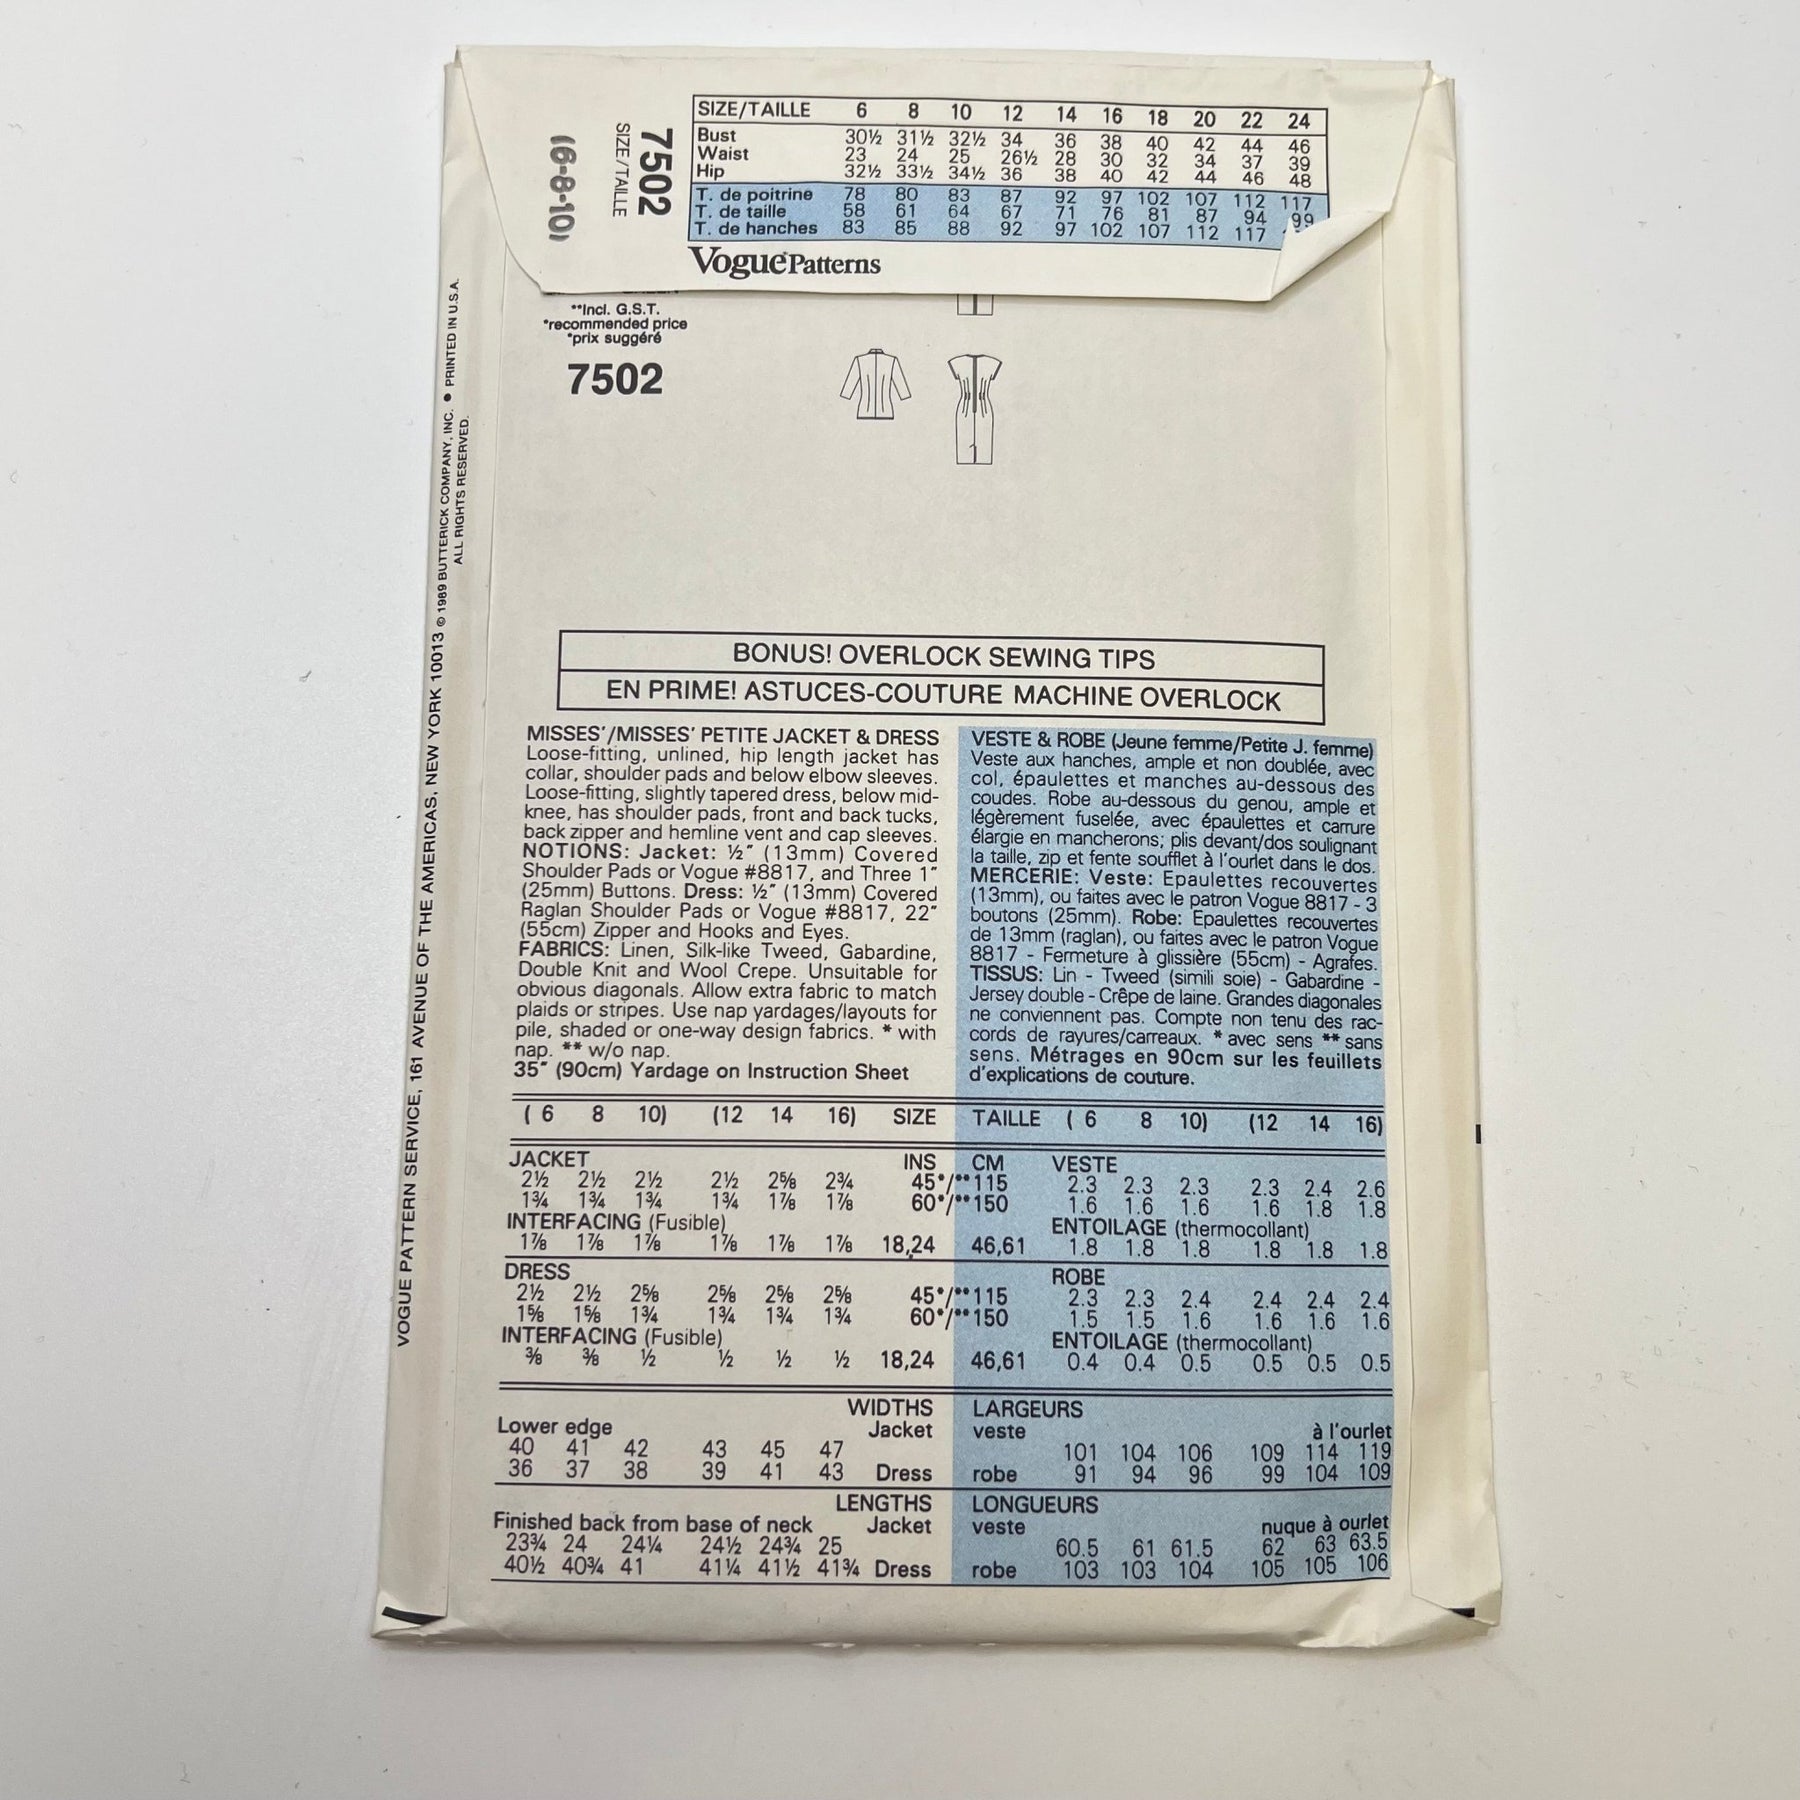 SIZE/TAILLE 6 8 10 12 14 16 18 20 22 24
Bust 30½ 31½ 32½ 34 36 38 40 42 44 46
Waist 23 24 25 26½ 28 30 32 34 37 39
Hip 32½ 33½ 34½ 36 38 40 42 44 46 48
T. de poitrine 78 80 83 87 92 97 102 107 112 117
T. de taille 58 61 64 67 71 76 81 87 94 99
T. de hanches 83 85 88 92 97 102 107 112 117
Vogue Patterns
7502
SIZE/TAILLE
(6-8-10)
**Incl. G.S.T.
*recommended price
*prix suggéré
7502
VOGUE PATTERN SERVICE, 161 AVENUE OF THE AMERICAS, NEW YORK 10013 © 1989 BUTTERICK COMPANY, INC. ● PRINTED IN U.S.A.
ALL RIGHTS RESERVED.
BONUS! OVERLOCK SEWING TIPS
EN PRIME! ASTUCES-COUTURE MACHINE OVERLOCK
MISSES'/MISSES' PETITE JACKET & DRESS
Loose-fitting, unlined, hip length jacket has
collar, shoulder pads and below elbow sleeves.
Loose-fitting, slightly tapered dress, below mid-
knee, has shoulder pads, front and back tucks,
back zipper and hemline vent and cap sleeves.
NOTIONS: Jacket: ½" (13mm) Covered
Shoulder Pads or Vogue #8817, and Three 1"
(25mm) Buttons. Dress: ½" (13mm) Covered
Raglan Shoulder Pads or Vogue #8817, 22"
(55cm) Zipper and Hooks and Eyes.
FABRICS: Linen, Silk-like Tweed, Gabardine,
Double Knit and Wool Crepe. Unsuitable for
obvious diagonals. Allow extra fabric to match
plaids or stripes. Use nap yardages/layouts for
pile, shaded or one-way design fabrics. * with
nap. ** w/o nap.
35" (90cm) Yardage on Instruction Sheet
VESTE & ROBE (Jeune femme/Petite J. femme)
Veste aux hanches, ample et non doublée, avec
col, épaulettes et manches au-dessous des
coudes. Robe au-dessous du genou, ample et
légèrement fuselée, avec épaulettes et carrure
élargie en mancherons; plis devant/dos soulignant
la taille, zip et fente soufflet à l'ourlet dans le dos.
MERCERIE: Veste: Epaulettes recouvertes
(13mm), ou faites avec le patron Vogue 8817 - 3
boutons (25mm). Robe: Epaulettes recouvertes
de 13mm (raglan), ou faites avec le patron Vogue
8817 - Fermeture à glissière (55cm) - Agrafes.
TISSUS: Lin - Tweed (simili soie) - Gabardine -
Jersey double - Crêpe de laine. Grandes diagonales
ne conviennent pas. Compte non tenu des rac-
cords de rayures/carreaux. * avec sens ** sans
sens. Métrages en 90cm sur les feuillets
d'explications de couture.
( 6 8 10) (12 14 16) SIZE TAILLE ( 6 8 10) (12 14 16)
JACKET INS CM VESTE
2½ 2½ 2½ 2½ 2⅝ 2¾ 45*/**115 2.3 2.3 2.3 2.3 2.4 2.6
1¾ 1¾ 1¾ 1¾ 1⅞ 1⅞ 60*/**150 1.6 1.6 1.6 1.6 1.8 1.8
INTERFACING (Fusible) ENTOILAGE (thermocollant)
1⅞ 1⅞ 1⅞ 1⅞ 1⅞ 1⅞ 18,24 46,61 1.8 1.8 1.8 1.8 1.8 1.8
DRESS ROBE
2½ 2½ 2⅝ 2⅝ 2⅝ 2⅝ 45*/**115 2.3 2.3 2.4 2.4 2.4 2.4
1⅝ 1⅝ 1¾ 1¾ 1¾ 1¾ 60*/**150 1.5 1.5 1.6 1.6 1.6 1.6
INTERFACING (Fusible) ENTOILAGE (thermocollant)
⅜ ⅜ ½ ½ ½ ½ 18,24 46,61 0.4 0.4 0.5 0.5 0.5 0.5
WIDTHS LARGEURS
Lower edge Jacket veste à l'ourlet
40 41 42 43 45 47 101 104 106 109 114 119
36 37 38 39 41 43 Dress robe 91 94 96 99 104 109
LENGTHS LONGUEURS
Finished back from base of neck Jacket veste nuque à ourlet
23¾ 24 24¼ 24½ 24¾ 25 60.5 61 61.5 62 63 63.5
40½ 40¾ 41 41¼ 41½ 41¾ Dress robe 103 103 104 105 105 106